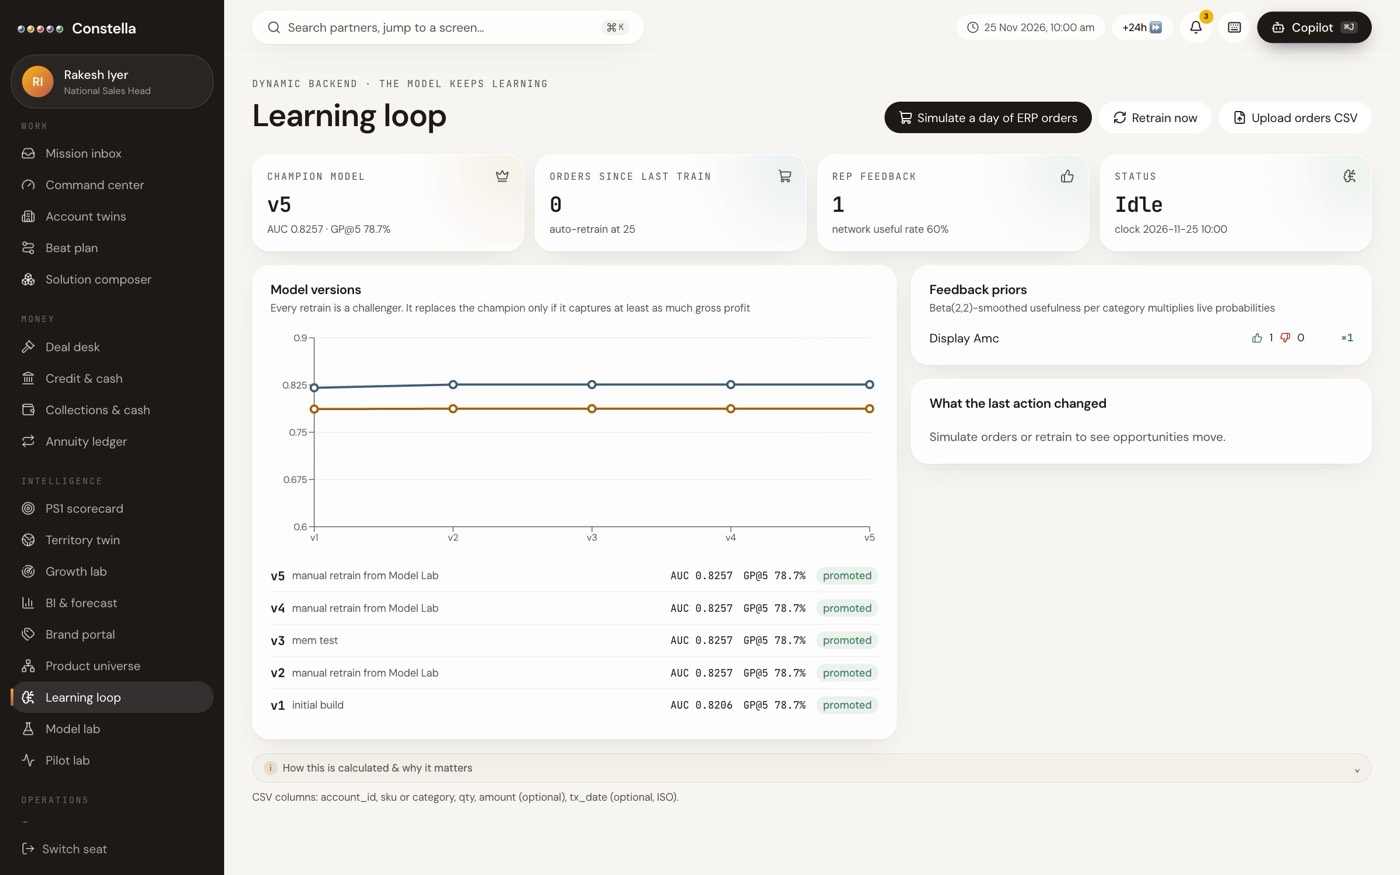 Constella
RI
Rakesh Iyer
National Sales Head
WORK
Mission inbox
Command center
Account twins
Beat plan
Solution composer
MONEY
Deal desk
Credit & cash
Collections & cash
Annuity ledger
INTELLIGENCE
PS1 scorecard
Territory twin
Growth lab
BI & forecast
Brand portal
Product universe
Learning loop
Model lab
Pilot lab
OPERATIONS
Switch seat
Search partners, jump to a screen... ⌘K
25 Nov 2026, 10:00 am
+24h ⏩
3
Copilot ⌘J
DYNAMIC BACKEND · THE MODEL KEEPS LEARNING
Learning loop
Simulate a day of ERP orders
Retrain now
Upload orders CSV
CHAMPION MODEL
v5
AUC 0.8257 · GP@5 78.7%
ORDERS SINCE LAST TRAIN
0
auto-retrain at 25
REP FEEDBACK
1
network useful rate 60%
STATUS
Idle
clock 2026-11-25 10:00
Model versions
Every retrain is a challenger. It replaces the champion only if it captures at least as much gross profit
0.9
0.825
0.75
0.675
0.6
v1 v2 v3 v4 v5
v5 manual retrain from Model Lab AUC 0.8257 GP@5 78.7% promoted
v4 manual retrain from Model Lab AUC 0.8257 GP@5 78.7% promoted
v3 mem test AUC 0.8257 GP@5 78.7% promoted
v2 manual retrain from Model Lab AUC 0.8257 GP@5 78.7% promoted
v1 initial build AUC 0.8206 GP@5 78.7% promoted
Feedback priors
Beta(2,2)-smoothed usefulness per category multiplies live probabilities
Display Amc 1 0 ×1
What the last action changed
Simulate orders or retrain to see opportunities move.
i How this is calculated & why it matters
CSV columns: account_id, sku or category, qty, amount (optional), tx_date (optional, ISO).